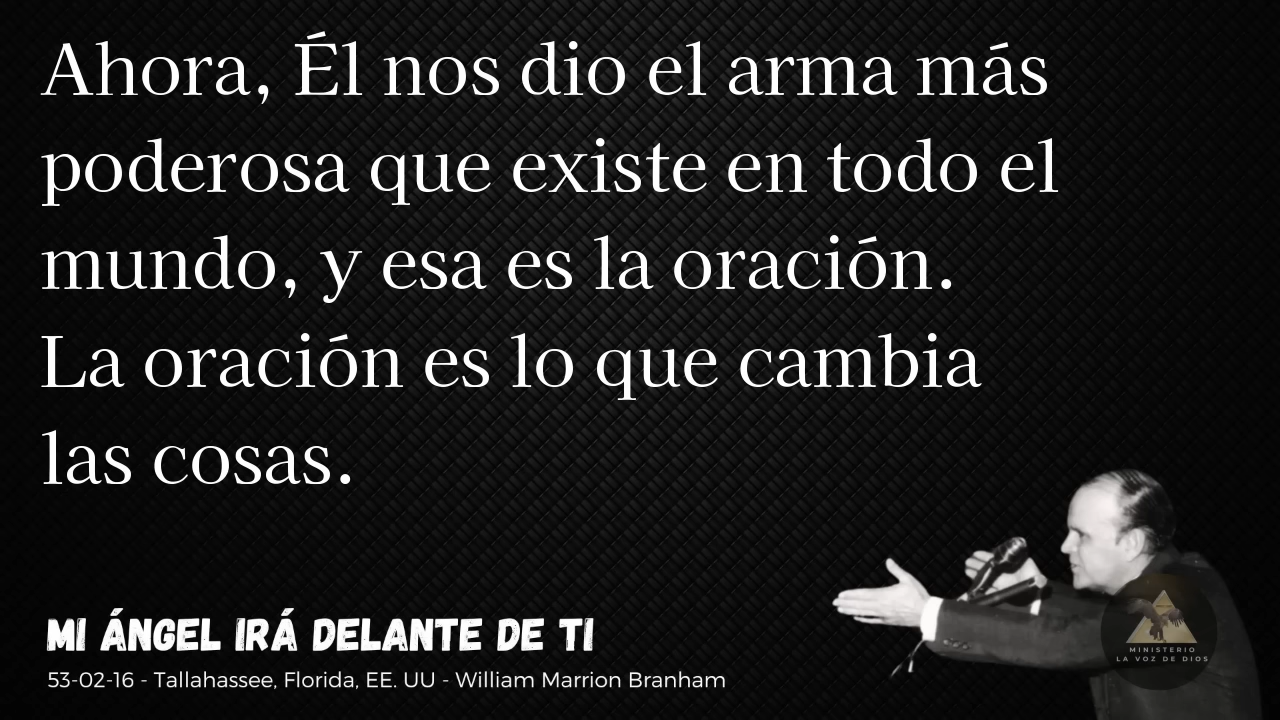 Ahora, Él nos dio el arma más
poderosa que existe en todo el
mundo, y esa es la oración.
La oración es lo que cambia
las cosas.
MI ÁNGEL IRÁ DELANTE DE TI
53-02-16 - Tallahassee, Florida, EE. UU - William Marrion Branham
MINISTERIO
LA VOZ DE DIOS